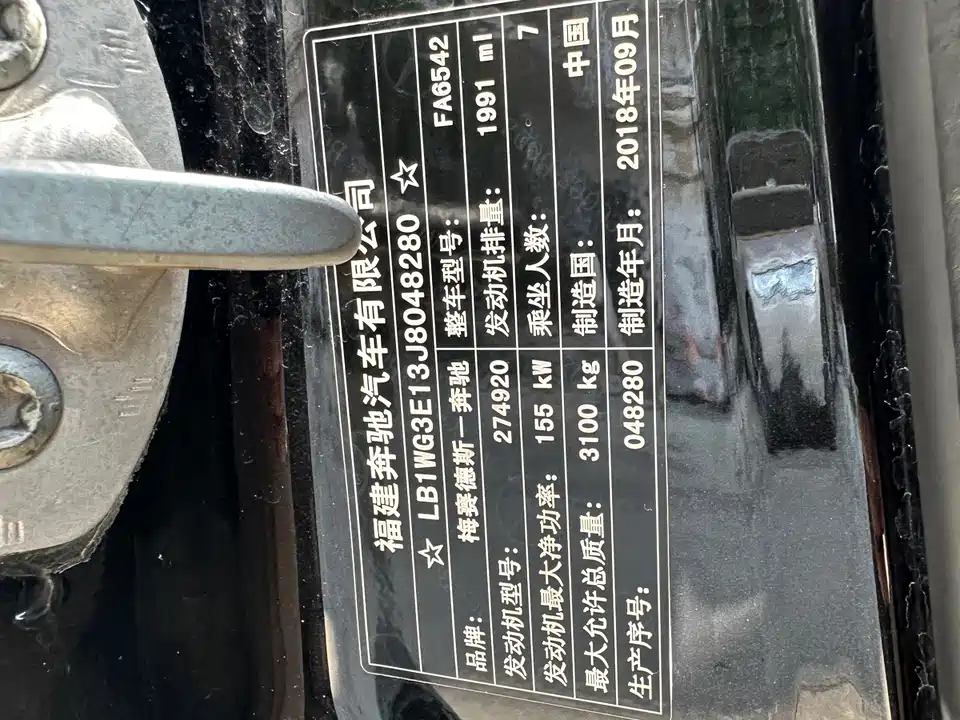 福建奔驰汽车有限公司
☆ LB1WG3E13J8048280 ☆
品牌: 梅赛德斯－奔驰 整车型号: FA6542
发动机型号: 274920 发动机排量: 1991 ml
发动机最大净功率: 155 kW 乘坐人数: 7
最大允许总质量: 3100 kg 制造国: 中国
生产序号: 048280 制造年月: 2018年09月